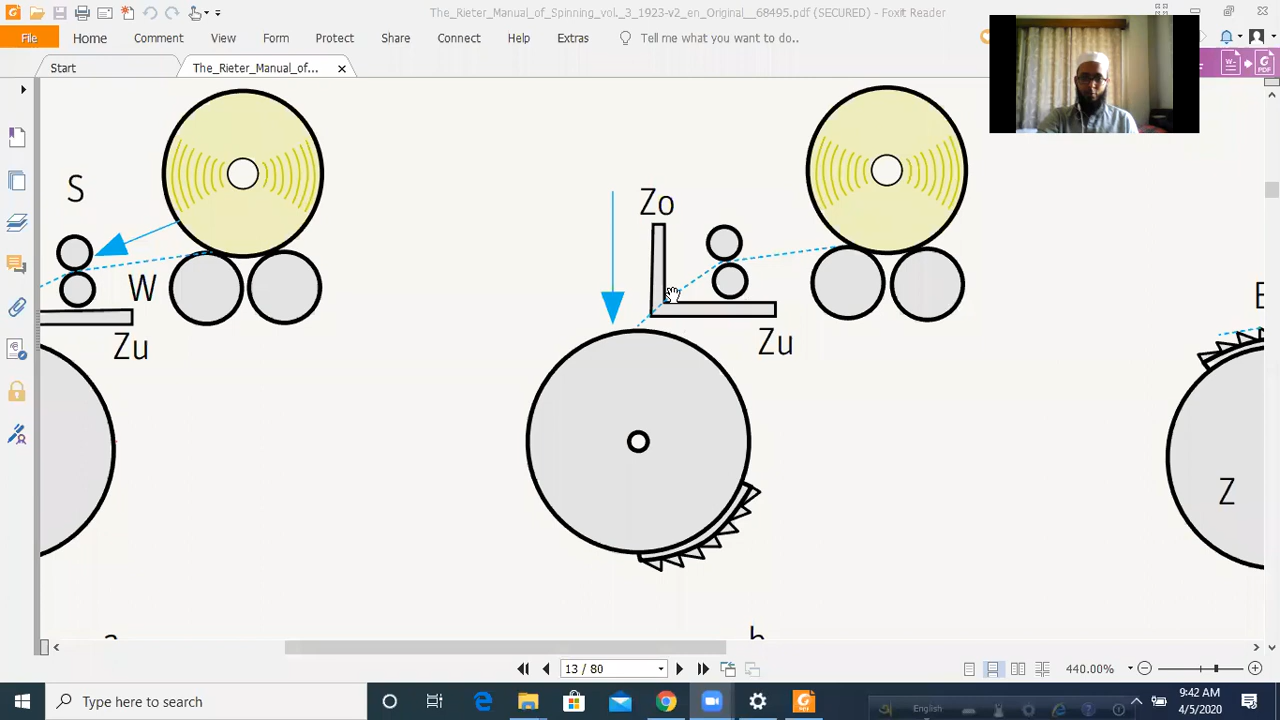 The_Rieter_Manual_of_Spinning_vol._3_1923-v2_en_Original__68495.pdf (SECURED) - Foxit Reader
File Home Comment View Form Protect Share Connect Help Extras Tell me what you want to do..
Start The_Rieter_Manual_of...
S
Zo
W
Zu
Zu
Z
13 / 80
440.00%
Type here to search
English
9:42 AM
4/5/2020